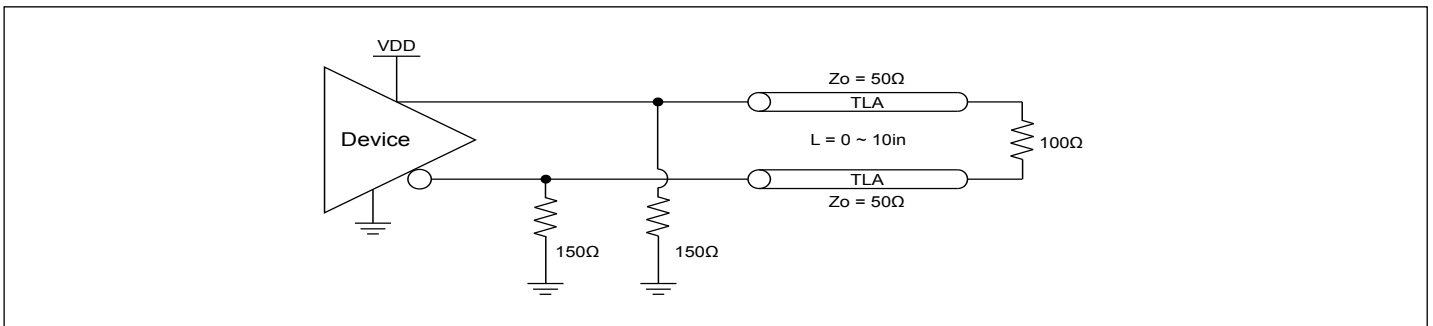 VDD
Zo = 50Ω
TLA
Device
L = 0 ~ 10in
100Ω
TLA
Zo = 50Ω
150Ω
150Ω